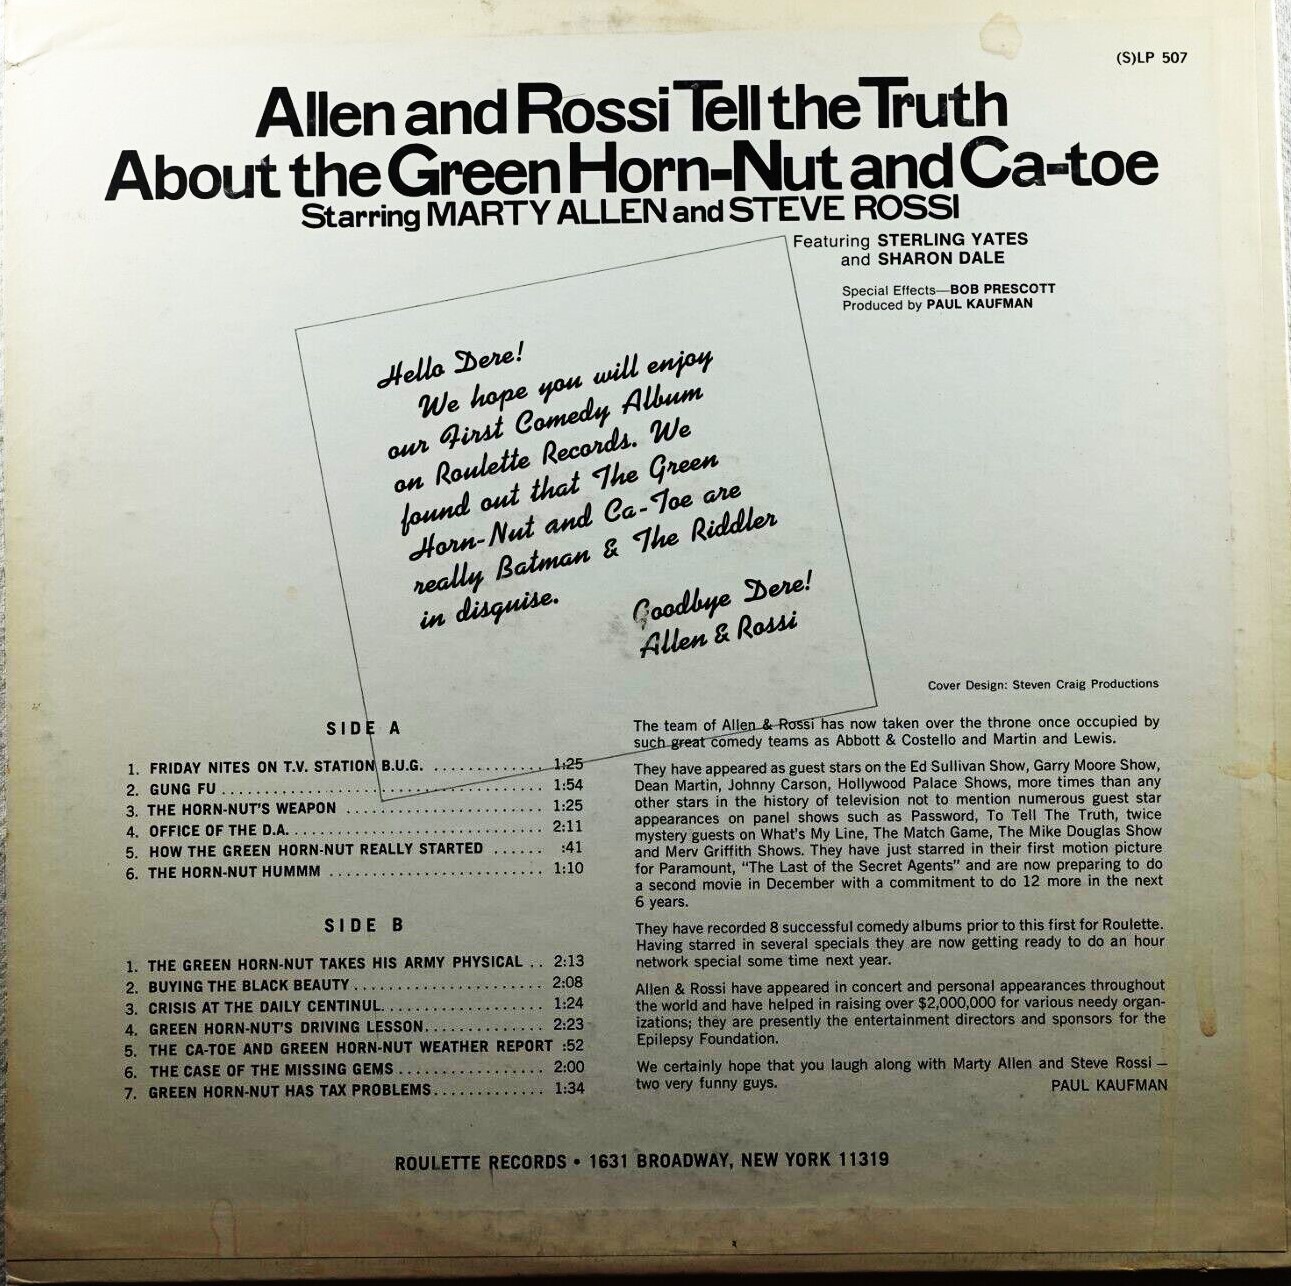 (S)LP 507
Allen and Rossi Tell the Truth
About the Green Horn-Nut and Ca-toe
Starring MARTY ALLEN and STEVE ROSSI
Featuring STERLING YATES
and SHARON DALE
Special Effects—BOB PRESCOTT
Produced by PAUL KAUFMAN
Hello Dere!
We hope you will enjoy
our First Comedy Album
on Roulette Records. We
found out that The Green
Horn-Nut and Ca-Toe are
really Batman & The Riddler
in disguise.
Goodbye Dere!
Allen & Rossi
Cover Design: Steven Craig Productions
SIDE A
1. FRIDAY NITES ON T.V. STATION B.U.G. ............. 1:25
2. GUNG FU ...................................... 1:54
3. THE HORN-NUT'S WEAPON ....................... 1:25
4. OFFICE OF THE D.A. ............................. 2:11
5. HOW THE GREEN HORN-NUT REALLY STARTED ...... :41
6. THE HORN-NUT HUMMM ......................... 1:10
SIDE B
1. THE GREEN HORN-NUT TAKES HIS ARMY PHYSICAL .. 2:13
2. BUYING THE BLACK BEAUTY ...................... 2:08
3. CRISIS AT THE DAILY CENTINUL................... 1:24
4. GREEN HORN-NUT'S DRIVING LESSON.............. 2:23
5. THE CA-TOE AND GREEN HORN-NUT WEATHER REPORT :52
6. THE CASE OF THE MISSING GEMS ................. 2:00
7. GREEN HORN-NUT HAS TAX PROBLEMS............. 1:34
The team of Allen & Rossi has now taken over the throne once occupied by
such great comedy teams as Abbott & Costello and Martin and Lewis.
They have appeared as guest stars on the Ed Sullivan Show, Garry Moore Show,
Dean Martin, Johnny Carson, Hollywood Palace Shows, more times than any
other stars in the history of television not to mention numerous guest star
appearances on panel shows such as Password, To Tell The Truth, twice
mystery guests on What's My Line, The Match Game, The Mike Douglas Show
and Merv Griffith Shows. They have just starred in their first motion picture
for Paramount, "The Last of the Secret Agents" and are now preparing to do
a second movie in December with a commitment to do 12 more in the next
6 years.
They have recorded 8 successful comedy albums prior to this first for Roulette.
Having starred in several specials they are now getting ready to do an hour
network special some time next year.
Allen & Rossi have appeared in concert and personal appearances throughout
the world and have helped in raising over $2,000,000 for various needy organ-
izations; they are presently the entertainment directors and sponsors for the
Epilepsy Foundation.
We certainly hope that you laugh along with Marty Allen and Steve Rossi –
two very funny guys. PAUL KAUFMAN
ROULETTE RECORDS • 1631 BROADWAY, NEW YORK 11319